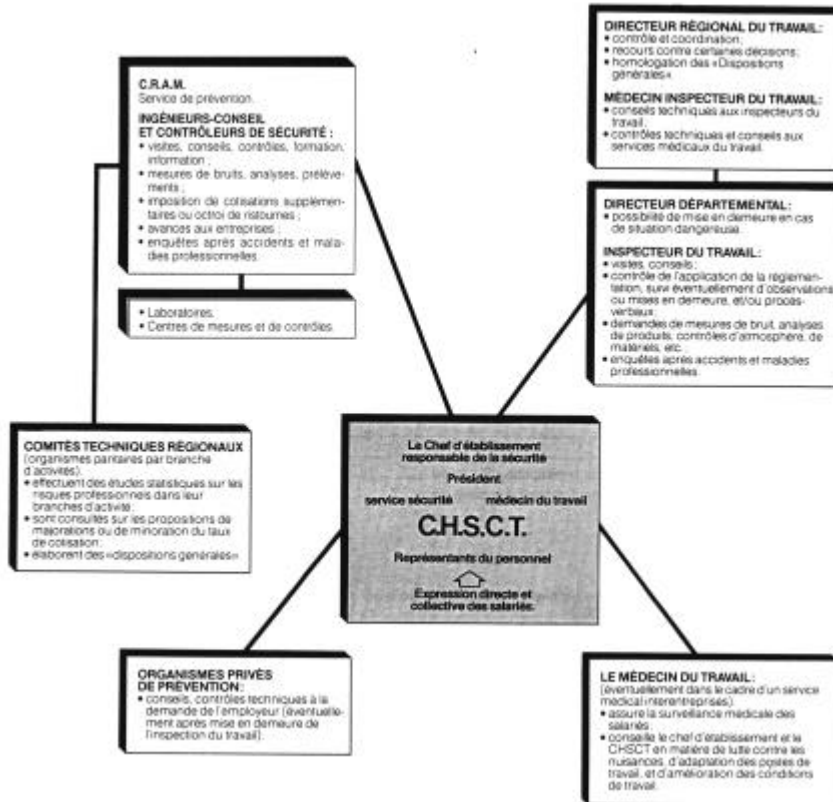 C.R.A.M.
Service de prévention.
INGÉNIEURS-CONSEIL
ET CONTRÔLEURS DE SÉCURITÉ :
• visites, conseils, contrôles, formation,
information ;
• mesures de bruits, analyses, prélève-
ments ;
• imposition de cotisations supplémen-
taires ou octroi de ristournes ;
• avances aux entreprises ;
• enquêtes après accidents et mala-
dies professionnelles.
• Laboratoires.
• Centres de mesures et de contrôles.
DIRECTEUR RÉGIONAL DU TRAVAIL :
• contrôle et coordination;
• recours contre certaines décisions;
• homologation des «Dispositions
générales».
MÉDECIN INSPECTEUR DU TRAVAIL :
• conseils techniques aux inspecteurs du
travail;
• contrôles techniques et conseils aux
services médicaux du travail.
DIRECTEUR DÉPARTEMENTAL :
• possibilité de mise en demeure en cas
de situation dangereuse.
INSPECTEUR DU TRAVAIL :
• visites, conseils;
• contrôle de l'application de la réglemen-
tation, suivi éventuellement d'observations
ou mises en demeure, et/ou procès-
verbaux;
• demandes de mesures de bruit, analyses
de produits, contrôles d'atmosphère, de
matériels, etc.;
• enquêtes après accidents et maladies
professionnelles.
COMITÉS TECHNIQUES RÉGIONAUX
(organismes paritaires par branche
d'activités).
• effectuent des études statistiques sur les
risques professionnels dans leur
branches d'activité;
• sont consultés sur les propositions de
majorations ou de minoration du taux
de cotisation;
• élaborent des «dispositions générales»
Le Chef d'établissement
responsable de la sécurité
Président
service sécurité médecin du travail
C.H.S.C.T.
Représentants du personnel
Expression directe et
collective des salariés.
ORGANISMES PRIVÉS
DE PRÉVENTION :
• conseils, contrôles techniques à la
demande de l'employeur (éventuelle-
ment après mise en demeure de
l'inspection du travail).
LE MÉDECIN DU TRAVAIL :
(éventuellement dans le cadre d'un service
médical interentreprises).
• assure la surveillance médicale des
salariés.
• conseille le chef d'établissement et le
CHSCT en matière de lutte contre les
nuisances, d'adaptation des postes de
travail, et d'amélioration des conditions
de travail.